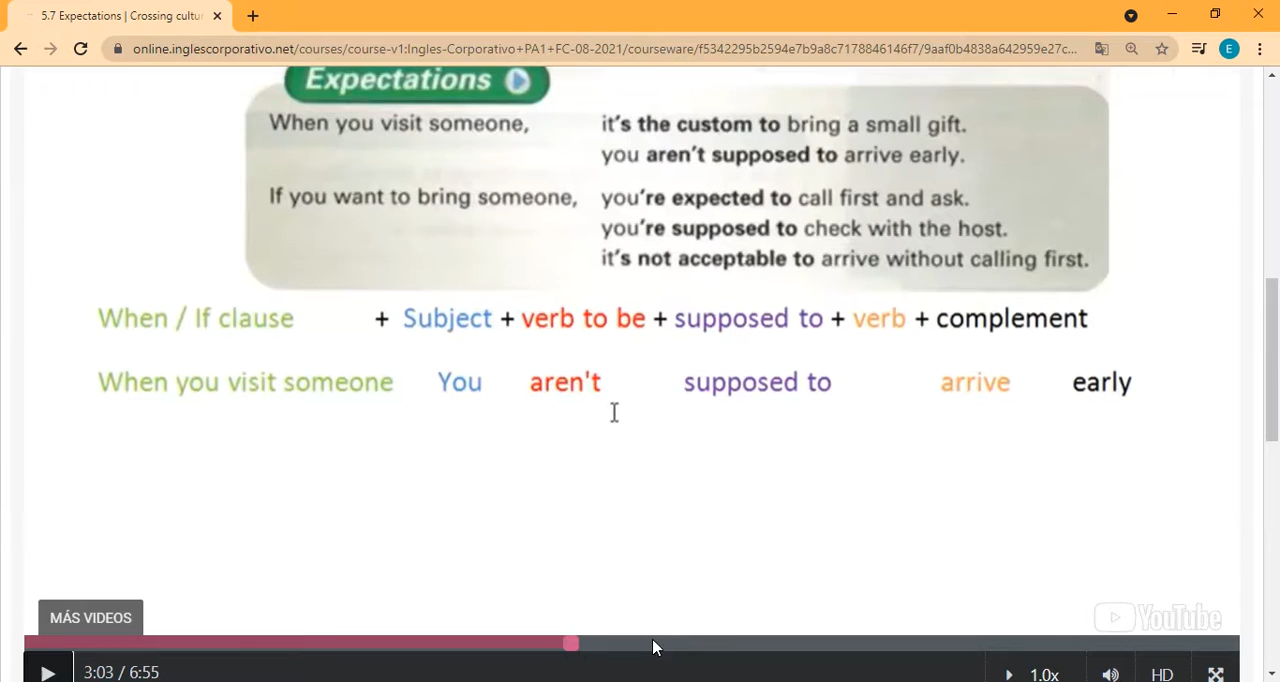 5.7 Expectations | Crossing cultu
online.inglescorporativo.net/courses/course-v1:Ingles-Corporativo+PA1+FC-08-2021/courseware/f5342295b2594e7b9a8c7178846146f7/9aaf0b4838a642959e27c...
E
Expectations
When you visit someone, it's the custom to bring a small gift.
you aren't supposed to arrive early.
If you want to bring someone, you're expected to call first and ask.
you're supposed to check with the host.
it's not acceptable to arrive without calling first.
When / If clause + Subject + verb to be + supposed to + verb + complement
When you visit someone You aren't supposed to arrive early
MÁS VIDEOS
YouTube
3:03 / 6:55 1.0x HD